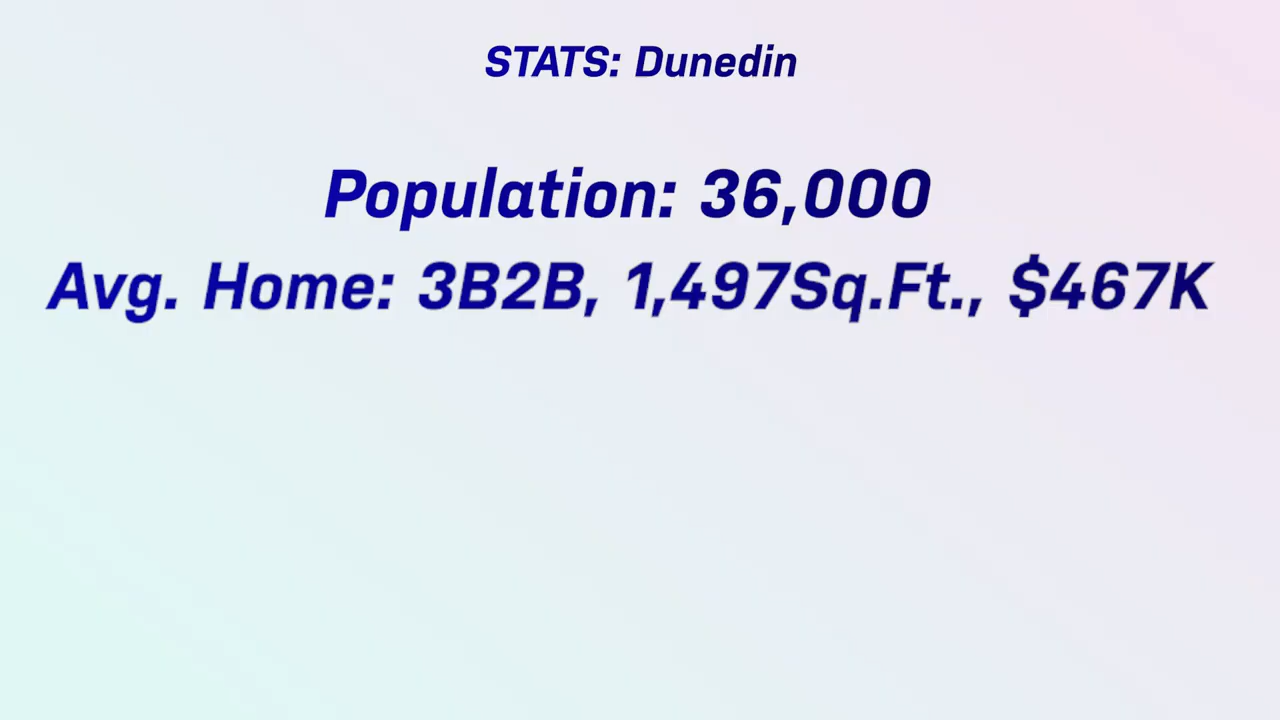 STATS: Dunedin
Population: 36,000
Avg. Home: 3B2B, 1,497Sq.Ft., $467K